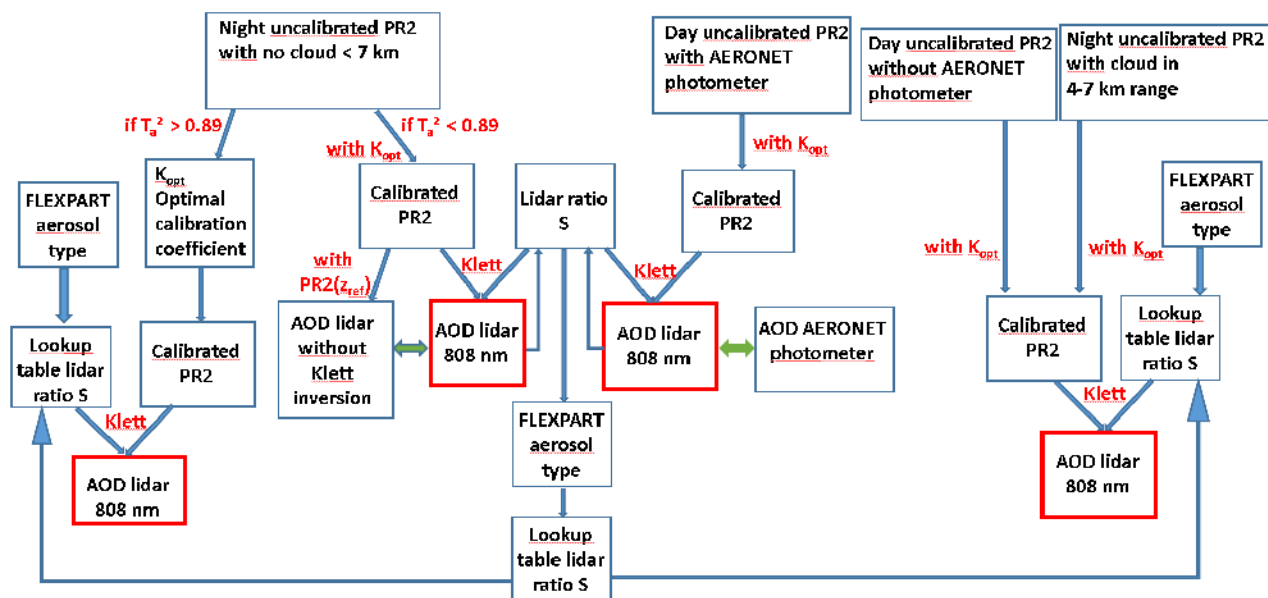 Night uncalibrated PR2
with no cloud < 7 km
Day uncalibrated PR2
with AERONET
photometer
Day uncalibrated PR2
without AERONET
photometer
Night uncalibrated PR2
with cloud in
4-7 km range
if Ta² > 0.89
if Ta² < 0.89
with Kopt
with Kopt
FLEXPART
aerosol
type
Kopt
Optimal
calibration
coefficient
Calibrated
PR2
Lidar ratio
S
Calibrated
PR2
FLEXPART
aerosol
type
with
PR2(zref)
Klett
Klett
with Kopt
with Kopt
Lookup
table lidar
ratio S
Calibrated
PR2
AOD lidar
without
Klett
inversion
AOD lidar
808 nm
AOD lidar
808 nm
AOD AERONET
photometer
Calibrated
PR2
Lookup
table lidar
ratio S
Klett
Klett
AOD lidar
808 nm
FLEXPART
aerosol
type
AOD lidar
808 nm
Lookup
table lidar
ratio S